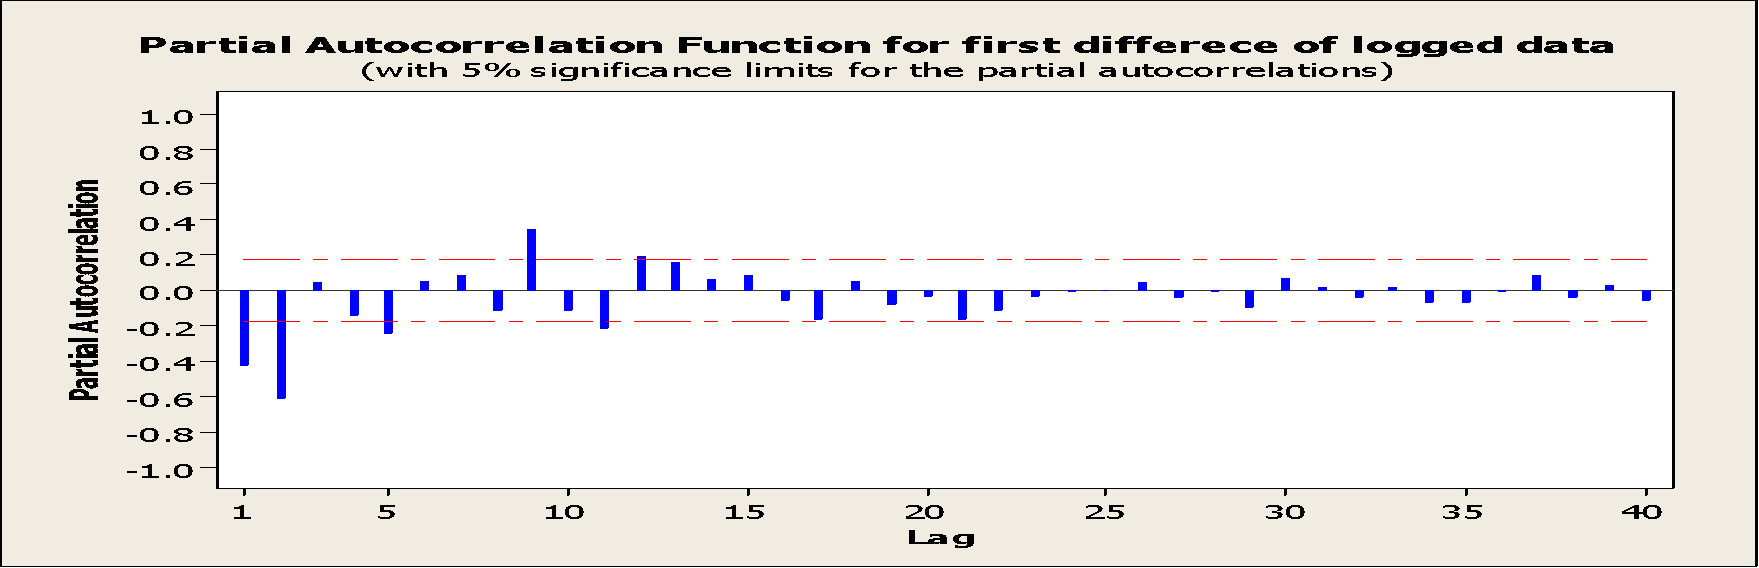 Partial Autocorrelation Function for first differece of logged data
(with 5% significance limits for the partial autocorrelations)
Partial Autocorrelation
1.0
0.8
0.6
0.4
0.2
0.0
-0.2
-0.4
-0.6
-0.8
-1.0
1 5 10 15 20 25 30 35 40
Lag